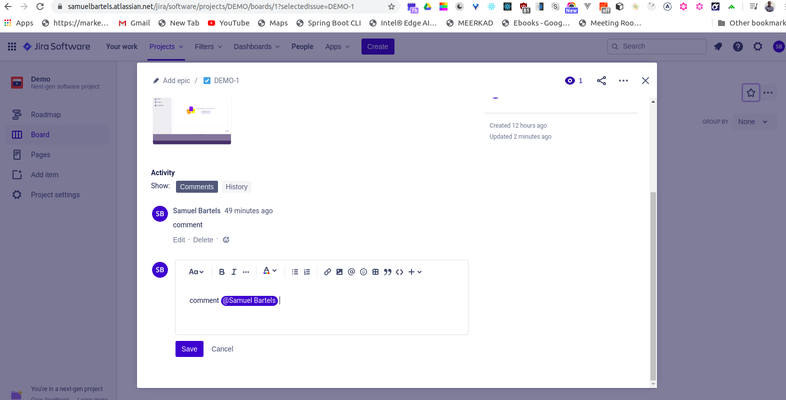 samuelbartels.atlassian.net/jira/software/projects/DEMO/boards/1?selectedIssue=DEMO-1
Apps https://marke... Gmail New Tab YouTube Maps Spring Boot CLI Intel® Edge AI... MEERKAD Ebooks -Goog... Meeting Roo... Other bookmark
Jira Software Your work Projects Filters Dashboards People Apps Create Search SB
Demo
Next-gen software project
Roadmap
Board
Pages
Add item
Project settings
You're in a next-gen project
GROUP BY None
Add epic / DEMO-1 1
Created 12 hours ago
Updated 2 minutes ago
Activity
Show: Comments History
SB Samuel Bartels 49 minutes ago
comment
Edit · Delete ·
SB Aa B I ... A
comment @Samuel Bartels
Save Cancel